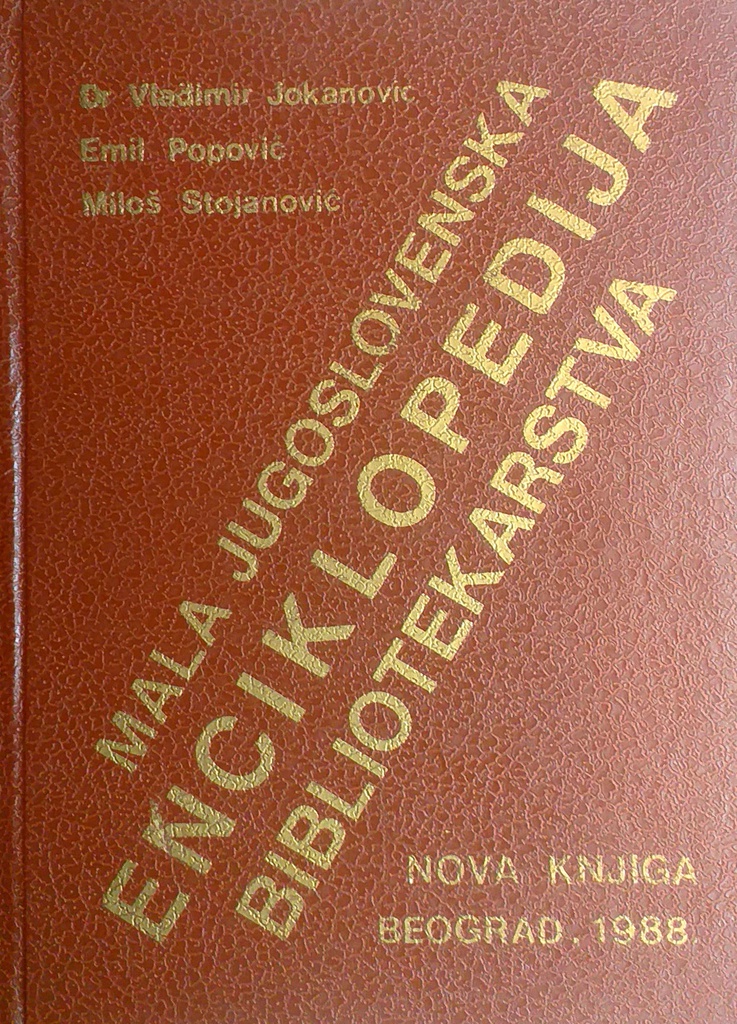 Dr Vladimir Jokanović
Emil Popović
Miloš Stojanović
MALA JUGOSLOVENSKA
ENCIKLOPEDIJA
BIBLIOTEKARSTVA
NOVA KNJIGA
BEOGRAD, 1988.